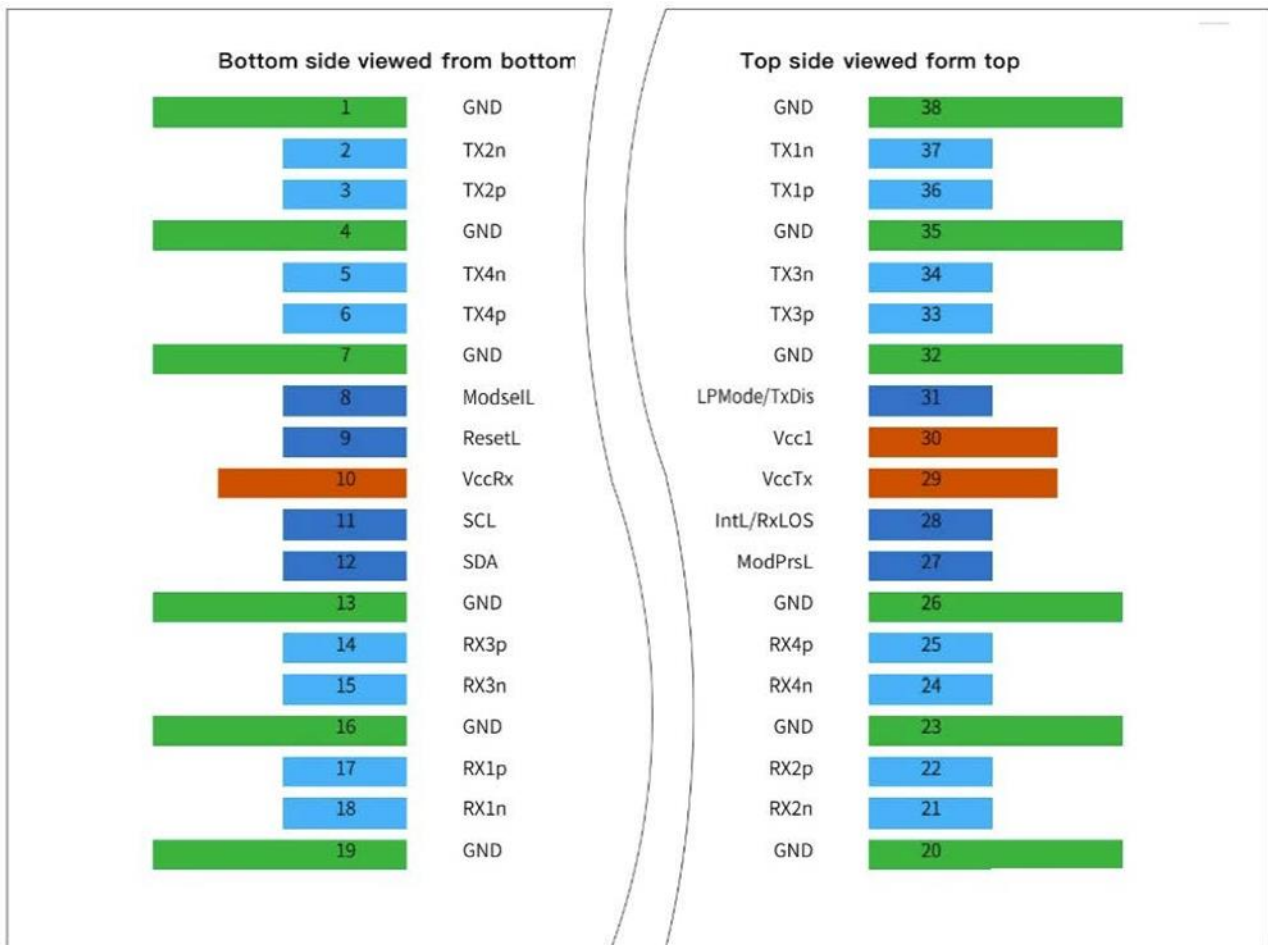 Bottom side viewed from bottom
1 GND
2 TX2n
3 TX2p
4 GND
5 TX4n
6 TX4p
7 GND
8 ModselL
9 ResetL
10 VccRx
11 SCL
12 SDA
13 GND
14 RX3p
15 RX3n
16 GND
17 RX1p
18 RX1n
19 GND
Top side viewed form top
GND 38
TX1n 37
TX1p 36
GND 35
TX3n 34
TX3p 33
GND 32
LPMode/TxDis 31
Vcc1 30
VccTx 29
IntL/RxLOS 28
ModPrsL 27
GND 26
RX4p 25
RX4n 24
GND 23
RX2p 22
RX2n 21
GND 20